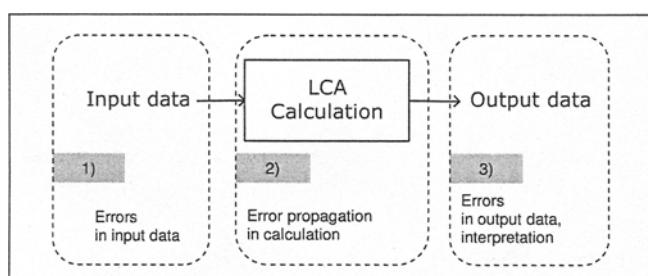 Input data
LCA
Calculation
Output data
1)
2)
3)
Errors
in input data
Error propagation
in calculation
Errors
in output data,
interpretation